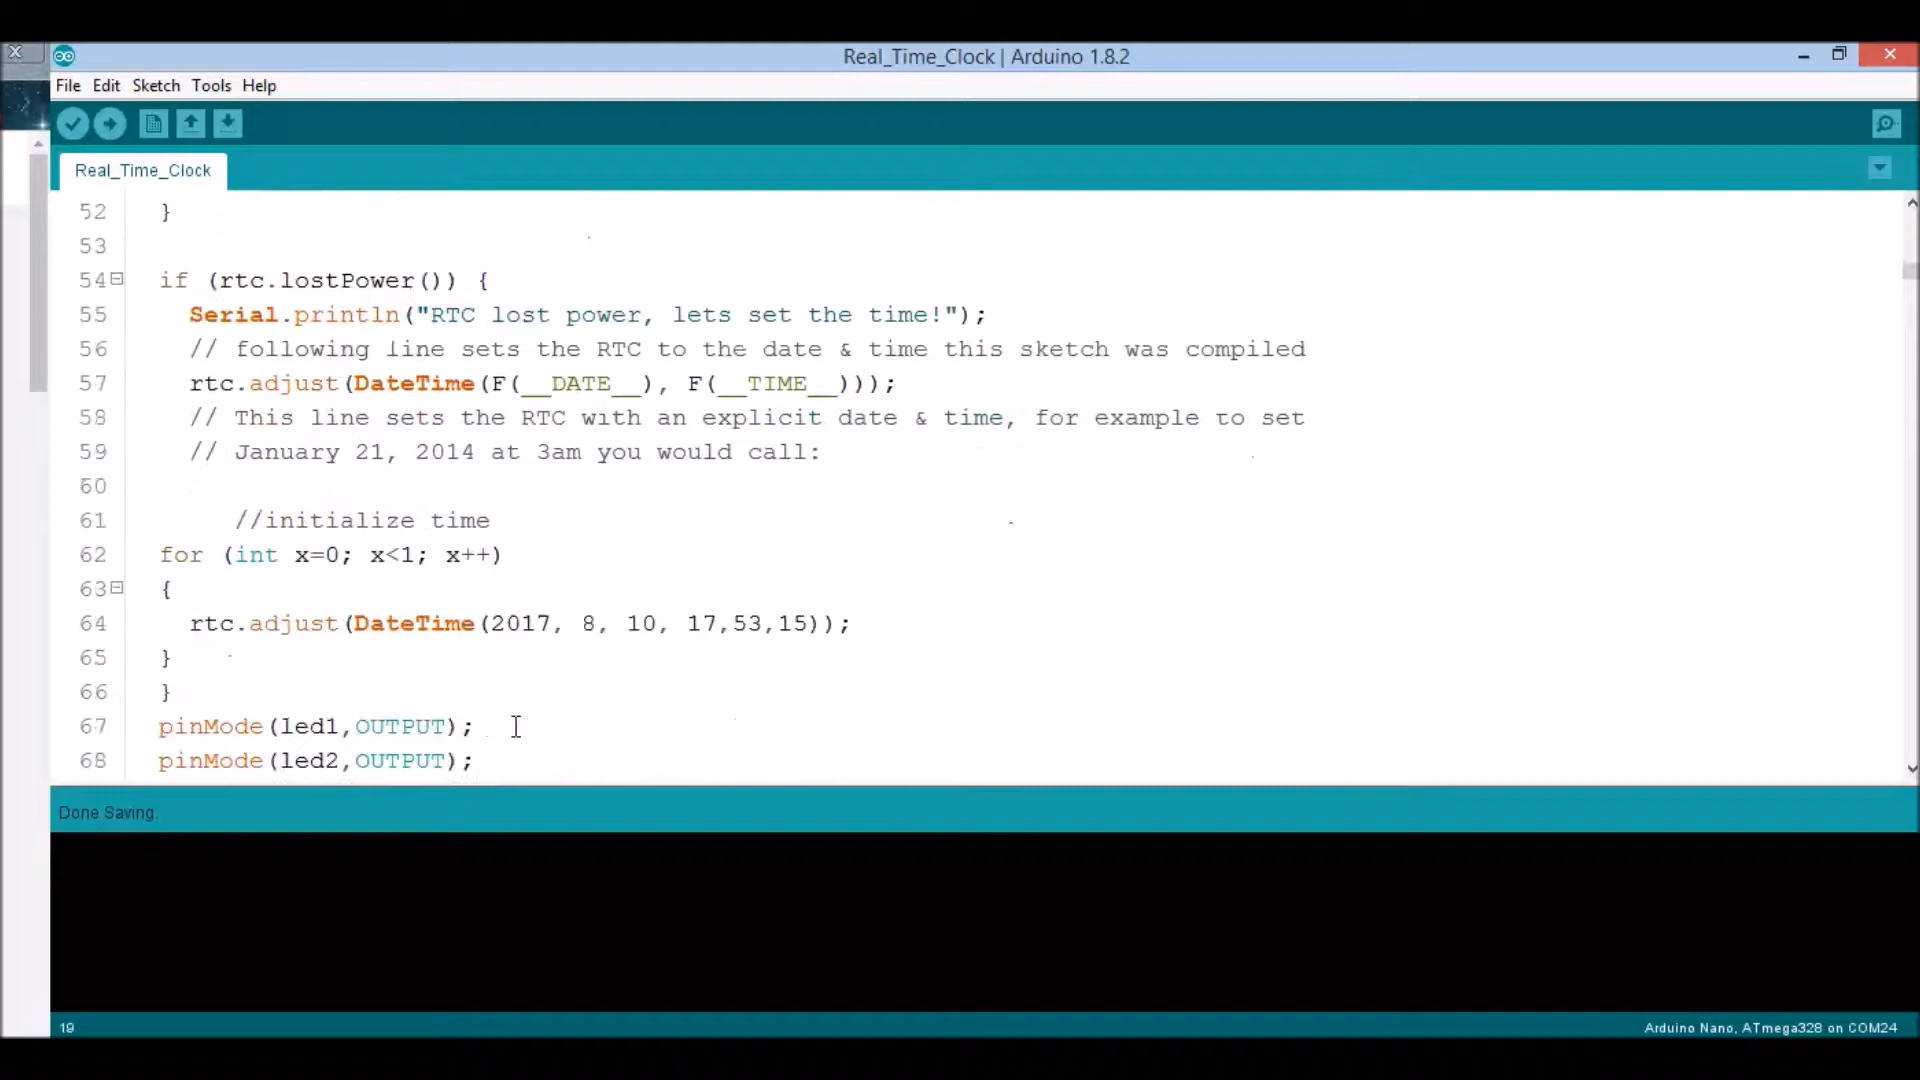 Real_Time_Clock | Arduino 1.8.2
File Edit Sketch Tools Help
Real_Time_Clock
52 }
53
54 if (rtc.lostPower()) {
55 Serial.println("RTC lost power, lets set the time!");
56 // following line sets the RTC to the date & time this sketch was compiled
57 rtc.adjust(DateTime(F(__DATE__), F(__TIME__)));
58 // This line sets the RTC with an explicit date & time, for example to set
59 // January 21, 2014 at 3am you would call:
60
61 //initialize time
62 for (int x=0; x<1; x++)
63 {
64 rtc.adjust(DateTime(2017, 8, 10, 17,53,15));
65 }
66 }
67 pinMode(led1,OUTPUT);
68 pinMode(led2,OUTPUT);
Done Saving.
19
Arduino Nano, ATmega328 on COM24